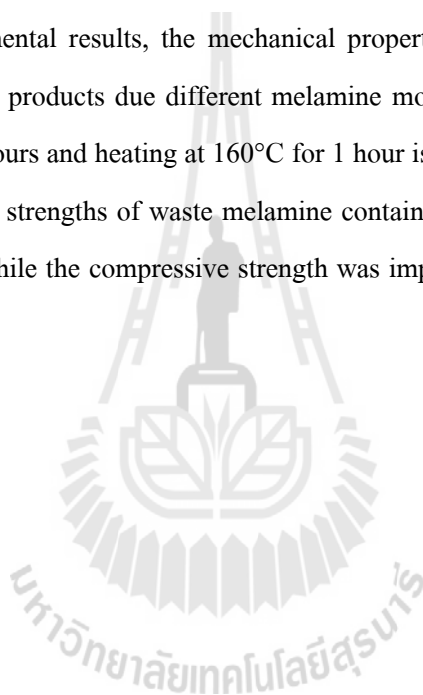 mental results, the mechanical propert
products due different melamine mo
ours and heating at 160°C for 1 hour is
strengths of waste melamine contain
hile the compressive strength was imp
มหาวิทยาลัยเทคโนโลยีสุรนารี